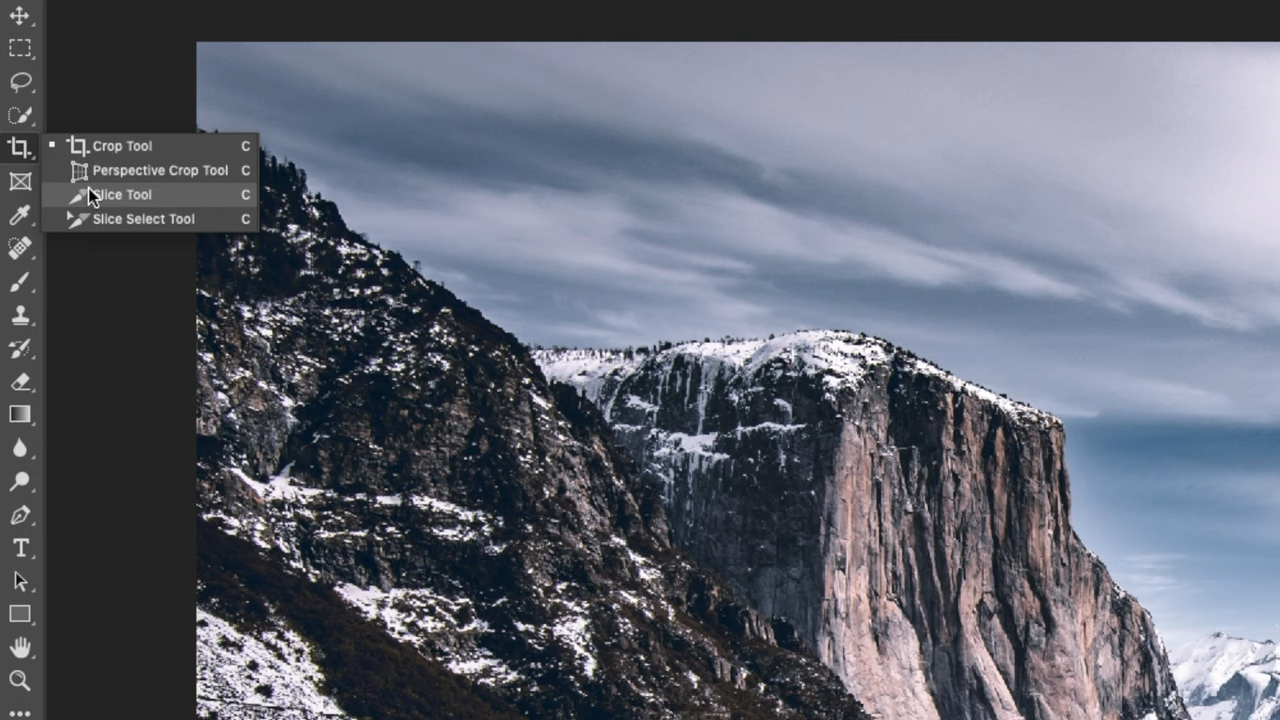 Crop Tool C
Perspective Crop Tool C
Slice Tool C
Slice Select Tool C
T